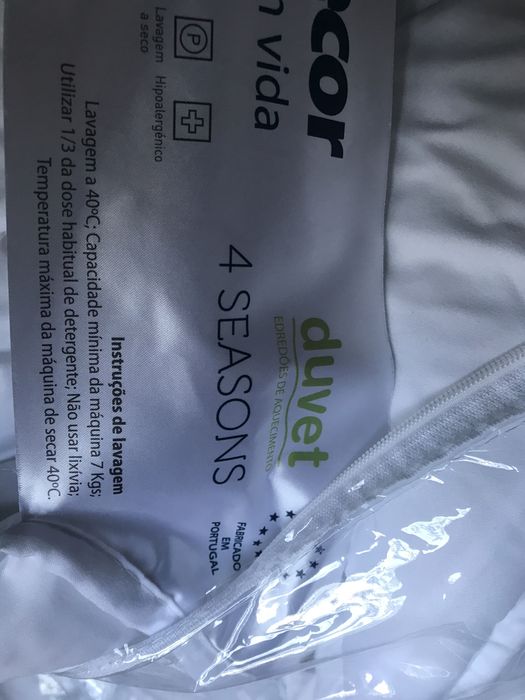 cor
vida
P
Lavagem
a seco
Hipoalergénico
duvet
EDREDÕES DE AQUECIMENTO
4 SEASONS
FABRICADO
EM
PORTUGAL
Instruções de lavagem
Lavagem a 40ºC; Capacidade mínima da máquina 7 Kgs;
Utilizar 1/3 da dose habitual de detergente; Não usar lixívia;
Temperatura máxima da máquina de secar 40ºC.